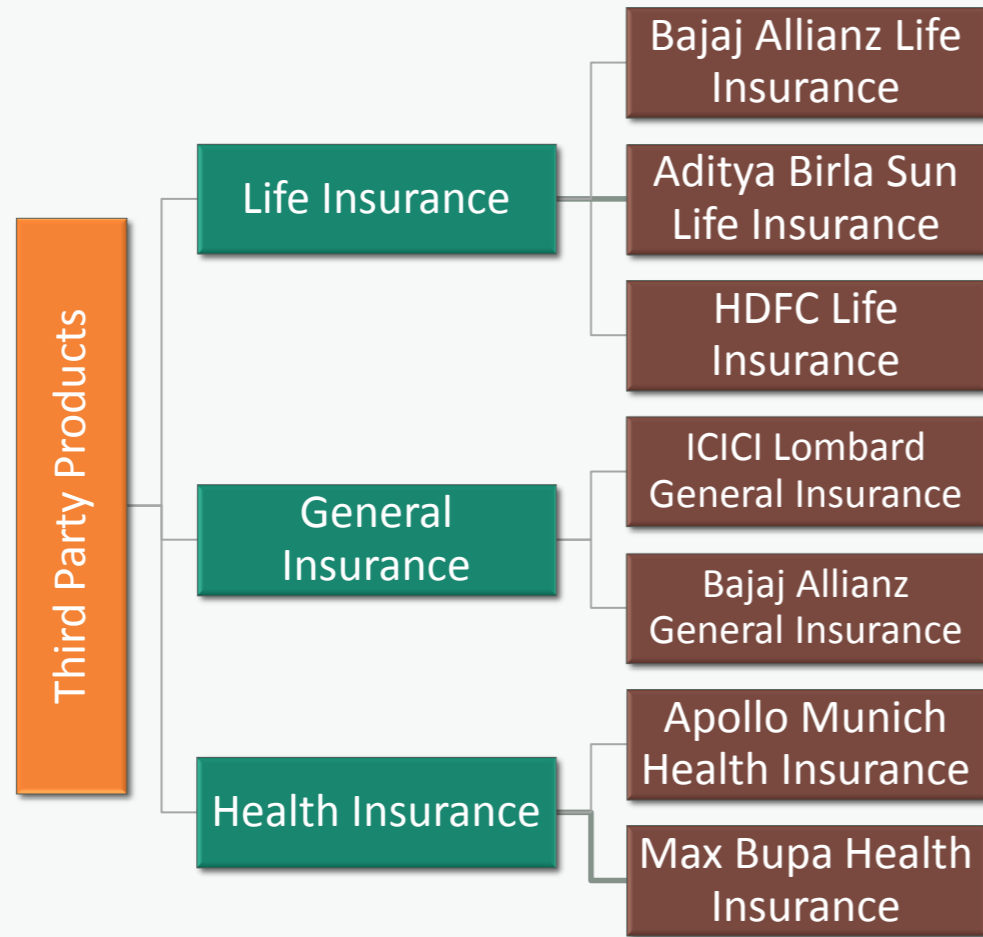 Third Party Products
Life Insurance
Bajaj Allianz Life
Insurance
Aditya Birla Sun
Life Insurance
HDFC Life
Insurance
General
Insurance
ICICI Lombard
General Insurance
Bajaj Allianz
General Insurance
Health Insurance
Apollo Munich
Health Insurance
Max Bupa Health
Insurance